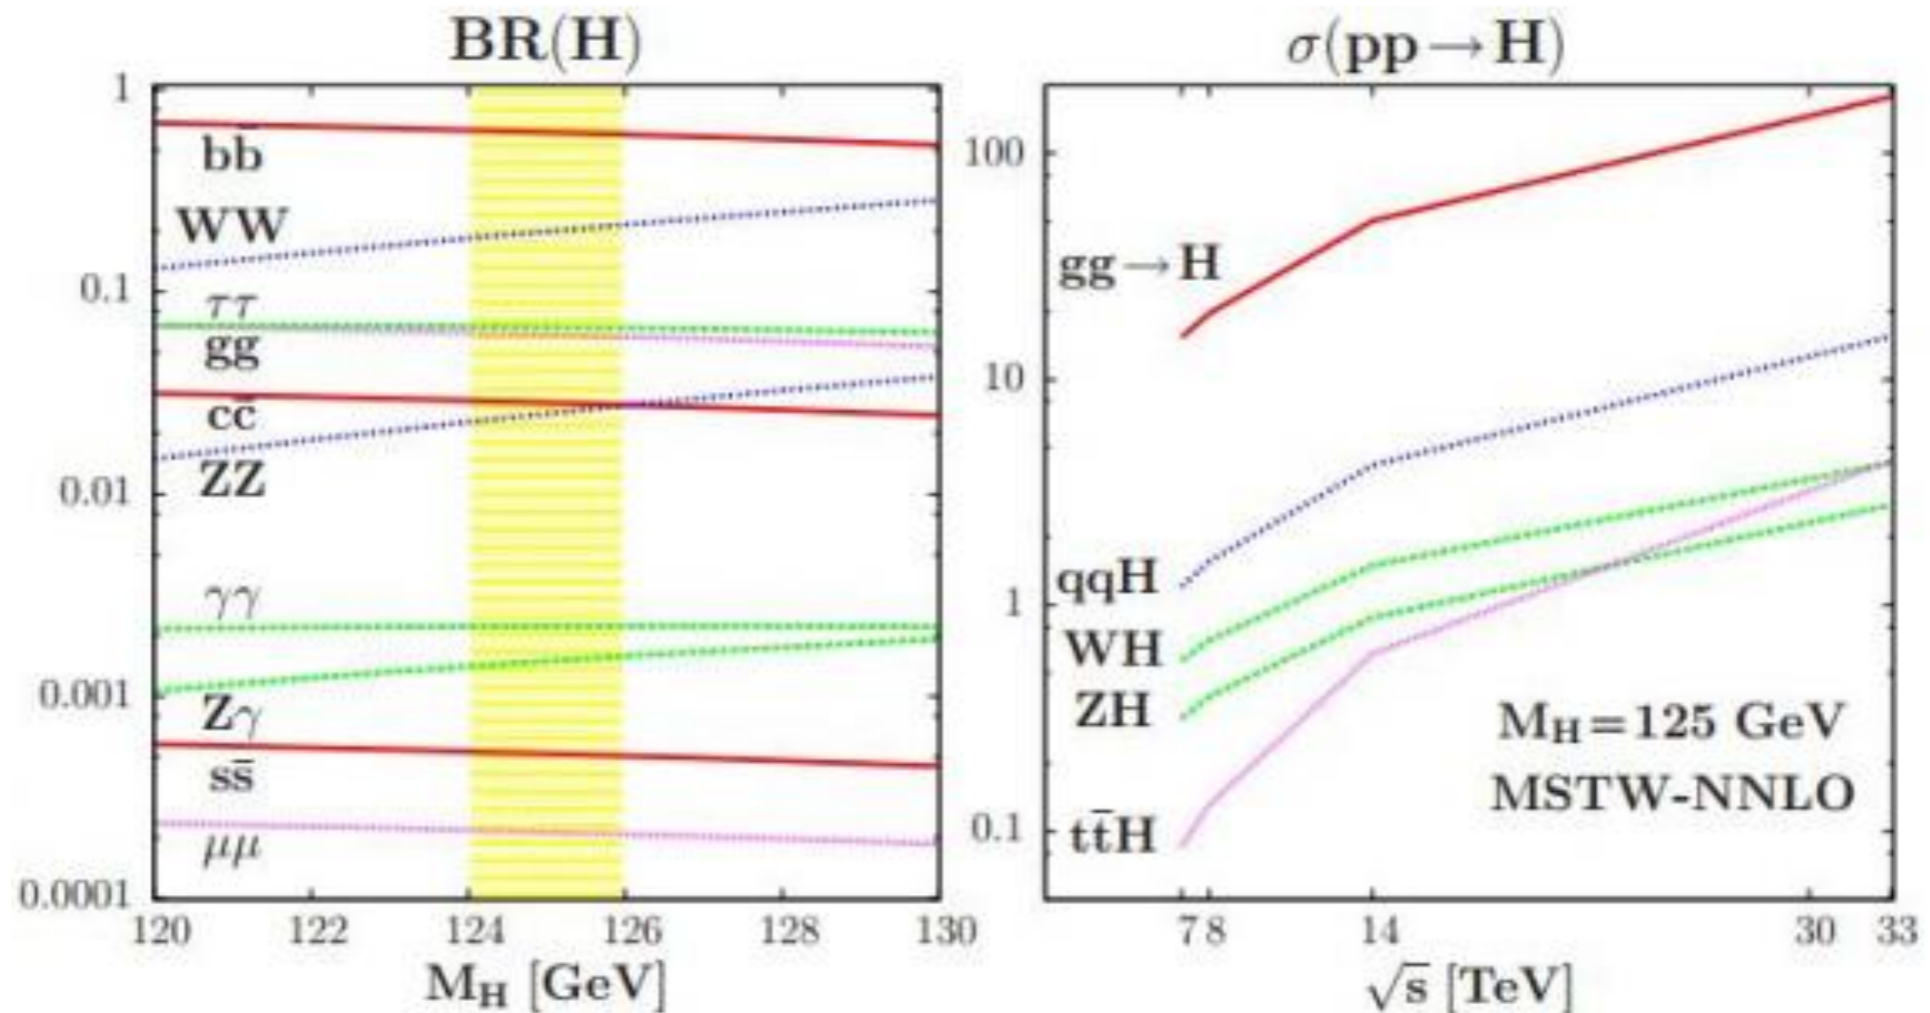 BR(H)
1
0.1
0.01
0.001
0.0001
bb̄
WW
ττ
gg
cc̄
ZZ
γγ
Zγ
ss̄
μμ
120 122 124 126 128 130
M_H [GeV]
σ(pp→H)
100
10
1
0.1
gg→H
qqH
WH
ZH
tt̄H
M_H=125 GeV
MSTW-NNLO
7 8 14 30 33
√s [TeV]